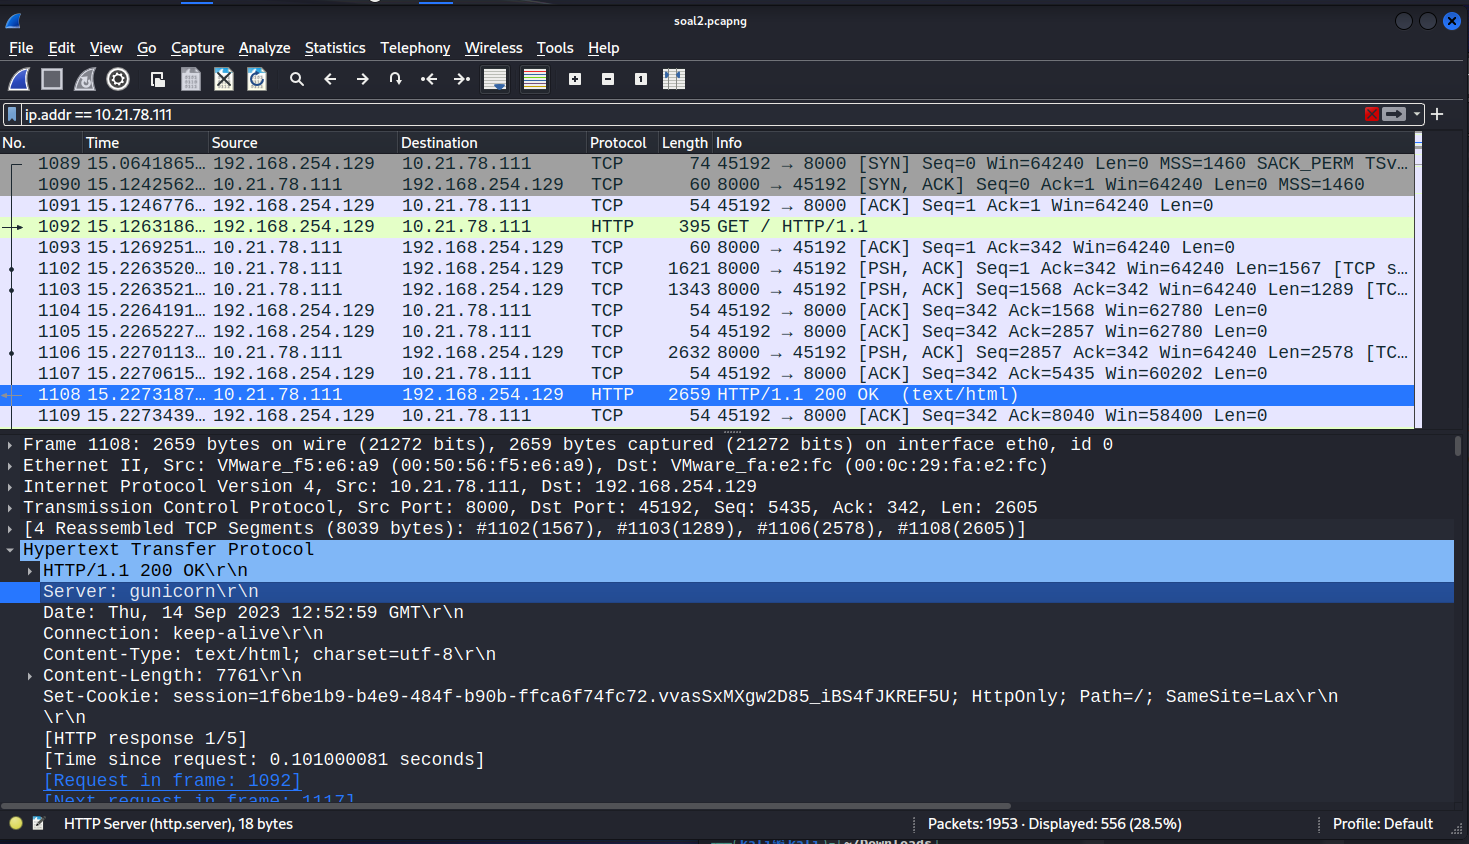 soal2.pcapng
File Edit View Go Capture Analyze Statistics Telephony Wireless Tools Help
ip.addr == 10.21.78.111
No. Time Source Destination Protocol Length Info
1089 15.0641865… 192.168.254.129 10.21.78.111 TCP 74 45192 → 8000 [SYN] Seq=0 Win=64240 Len=0 MSS=1460 SACK_PERM TSv…
1090 15.1242562… 10.21.78.111 192.168.254.129 TCP 60 8000 → 45192 [SYN, ACK] Seq=0 Ack=1 Win=64240 Len=0 MSS=1460
1091 15.1246776… 192.168.254.129 10.21.78.111 TCP 54 45192 → 8000 [ACK] Seq=1 Ack=1 Win=64240 Len=0
1092 15.1263186… 192.168.254.129 10.21.78.111 HTTP 395 GET / HTTP/1.1
1093 15.1269251… 10.21.78.111 192.168.254.129 TCP 60 8000 → 45192 [ACK] Seq=1 Ack=342 Win=64240 Len=0
1102 15.2263520… 10.21.78.111 192.168.254.129 TCP 1621 8000 → 45192 [PSH, ACK] Seq=1 Ack=342 Win=64240 Len=1567 [TCP s…
1103 15.2263521… 10.21.78.111 192.168.254.129 TCP 1343 8000 → 45192 [PSH, ACK] Seq=1568 Ack=342 Win=64240 Len=1289 [TC…
1104 15.2264191… 192.168.254.129 10.21.78.111 TCP 54 45192 → 8000 [ACK] Seq=342 Ack=1568 Win=62780 Len=0
1105 15.2265227… 192.168.254.129 10.21.78.111 TCP 54 45192 → 8000 [ACK] Seq=342 Ack=2857 Win=62780 Len=0
1106 15.2270113… 10.21.78.111 192.168.254.129 TCP 2632 8000 → 45192 [PSH, ACK] Seq=2857 Ack=342 Win=64240 Len=2578 [TC…
1107 15.2270615… 192.168.254.129 10.21.78.111 TCP 54 45192 → 8000 [ACK] Seq=342 Ack=5435 Win=60202 Len=0
1108 15.2273187… 10.21.78.111 192.168.254.129 HTTP 2659 HTTP/1.1 200 OK (text/html)
1109 15.2273439… 192.168.254.129 10.21.78.111 TCP 54 45192 → 8000 [ACK] Seq=342 Ack=8040 Win=58400 Len=0
Frame 1108: 2659 bytes on wire (21272 bits), 2659 bytes captured (21272 bits) on interface eth0, id 0
Ethernet II, Src: VMware_f5:e6:a9 (00:50:56:f5:e6:a9), Dst: VMware_fa:e2:fc (00:0c:29:fa:e2:fc)
Internet Protocol Version 4, Src: 10.21.78.111, Dst: 192.168.254.129
Transmission Control Protocol, Src Port: 8000, Dst Port: 45192, Seq: 5435, Ack: 342, Len: 2605
[4 Reassembled TCP Segments (8039 bytes): #1102(1567), #1103(1289), #1106(2578), #1108(2605)]
Hypertext Transfer Protocol
HTTP/1.1 200 OK\r\n
Server: gunicorn\r\n
Date: Thu, 14 Sep 2023 12:52:59 GMT\r\n
Connection: keep-alive\r\n
Content-Type: text/html; charset=utf-8\r\n
Content-Length: 7761\r\n
Set-Cookie: session=1f6be1b9-b4e9-484f-b90b-ffca6f74fc72.vvasSxMXgw2D85_iBS4fJKREF5U; HttpOnly; Path=/; SameSite=Lax\r\n
\r\n
[HTTP response 1/5]
[Time since request: 0.101000081 seconds]
[Request in frame: 1092]
[Next request in frame: 1117]
HTTP Server (http.server), 18 bytes
Packets: 1953 · Displayed: 556 (28.5%)
Profile: Default